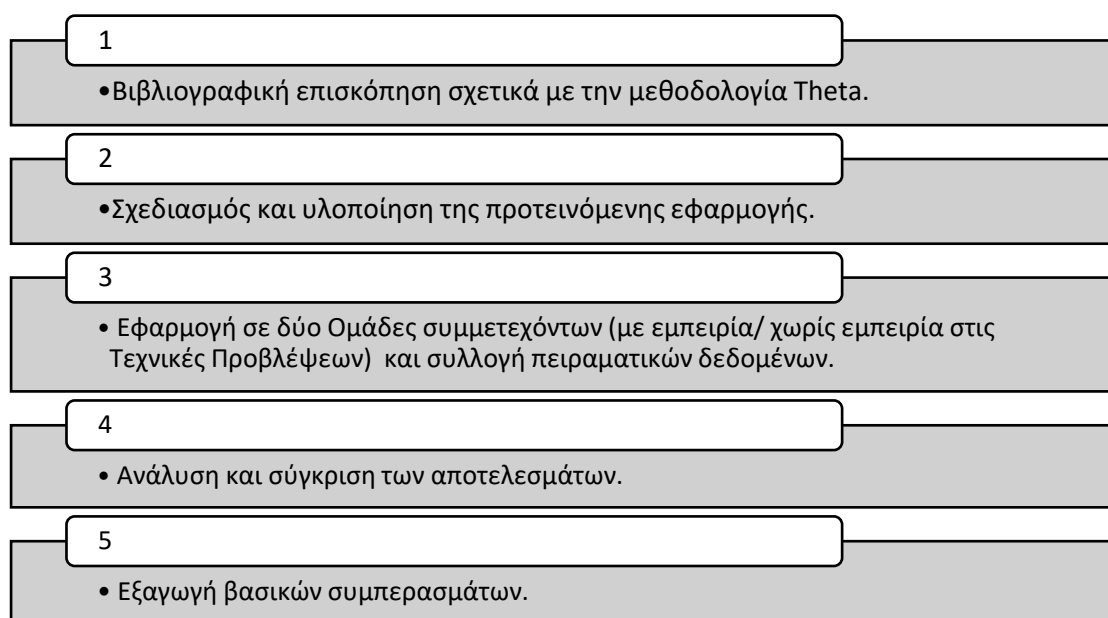 1
•Βιβλιογραφική επισκόπηση σχετικά με την μεθοδολογία Theta.
2
•Σχεδιασμός και υλοποίηση της προτεινόμενης εφαρμογής.
3
• Εφαρμογή σε δύο Ομάδες συμμετεχόντων (με εμπειρία/ χωρίς εμπειρία στις
Τεχνικές Προβλέψεων) και συλλογή πειραματικών δεδομένων.
4
• Ανάλυση και σύγκριση των αποτελεσμάτων.
5
• Εξαγωγή βασικών συμπερασμάτων.